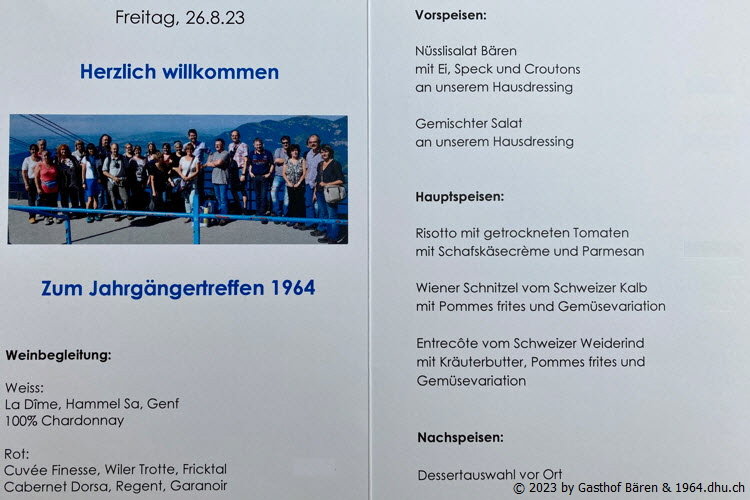 Freitag, 26.8.23
Herzlich willkommen
Zum Jahrgängertreffen 1964
Weinbegleitung:
Weiss:
La Dîme, Hammel Sa, Genf
100% Chardonnay
Rot:
Cuvée Finesse, Wiler Trotte, Fricktal
Cabernet Dorsa, Regent, Garanoir
Vorspeisen:
Nüsslisalat Bären
mit Ei, Speck und Croutons
an unserem Hausdressing
Gemischter Salat
an unserem Hausdressing
Hauptspeisen:
Risotto mit getrockneten Tomaten
mit Schafskäsecrème und Parmesan
Wiener Schnitzel vom Schweizer Kalb
mit Pommes frites und Gemüsevariation
Entrecôte vom Schweizer Weiderind
mit Kräuterbutter, Pommes frites und
Gemüsevariation
Nachspeisen:
Dessertauswahl vor Ort
© 2023 by Gasthof Bären & 1964.dhu.ch